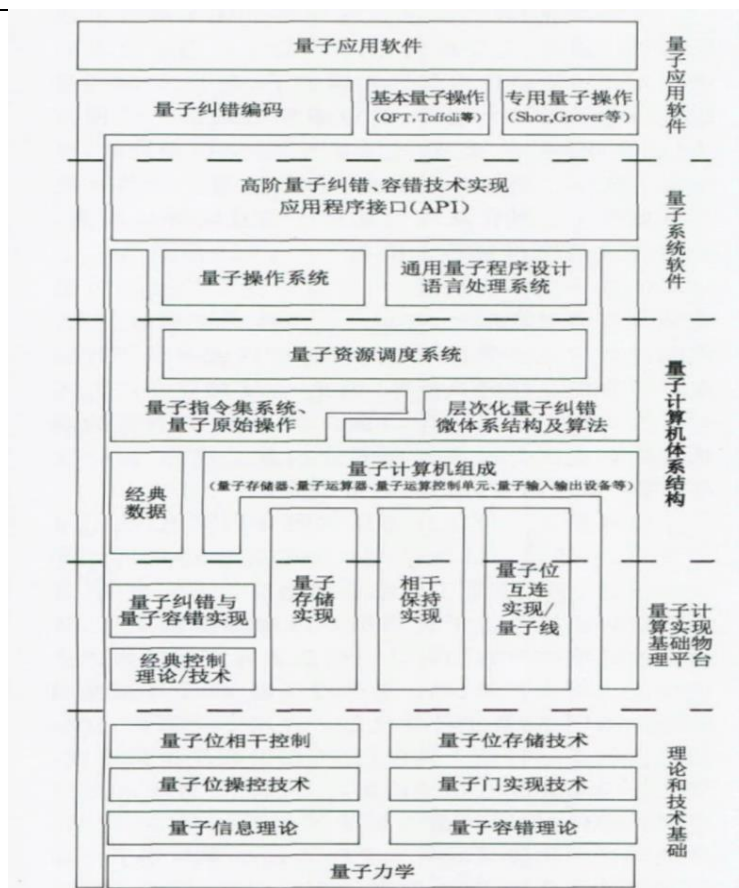 量子应用软件
量子纠错编码
基本量子操作
(QFT,Toffoli等)
专用量子操作
(Shor,Grover等)
量子应用软件
高阶量子纠错、容错技术实现
应用程序接口(API)
量子操作系统
通用量子程序设计
语言处理系统
量子系统软件
量子资源调度系统
量子指令集系统、
量子原始操作
层次化量子纠错
微体系结构及算法
量子计算机组成
(量子存储器、量子运算器、量子运算控制单元、量子输入输出设备等)
经典
数据
量子计算机体系结构
量子纠错与
量子容错实现
经典控制
理论/技术
量子
存储
实现
相干
保持
实现
量子位
互连
实现/
量子线
量子计
算实现
基础物
理平台
量子位相干控制
量子位存储技术
量子位操控技术
量子门实现技术
量子信息理论
量子容错理论
量子力学
理论和技术基础